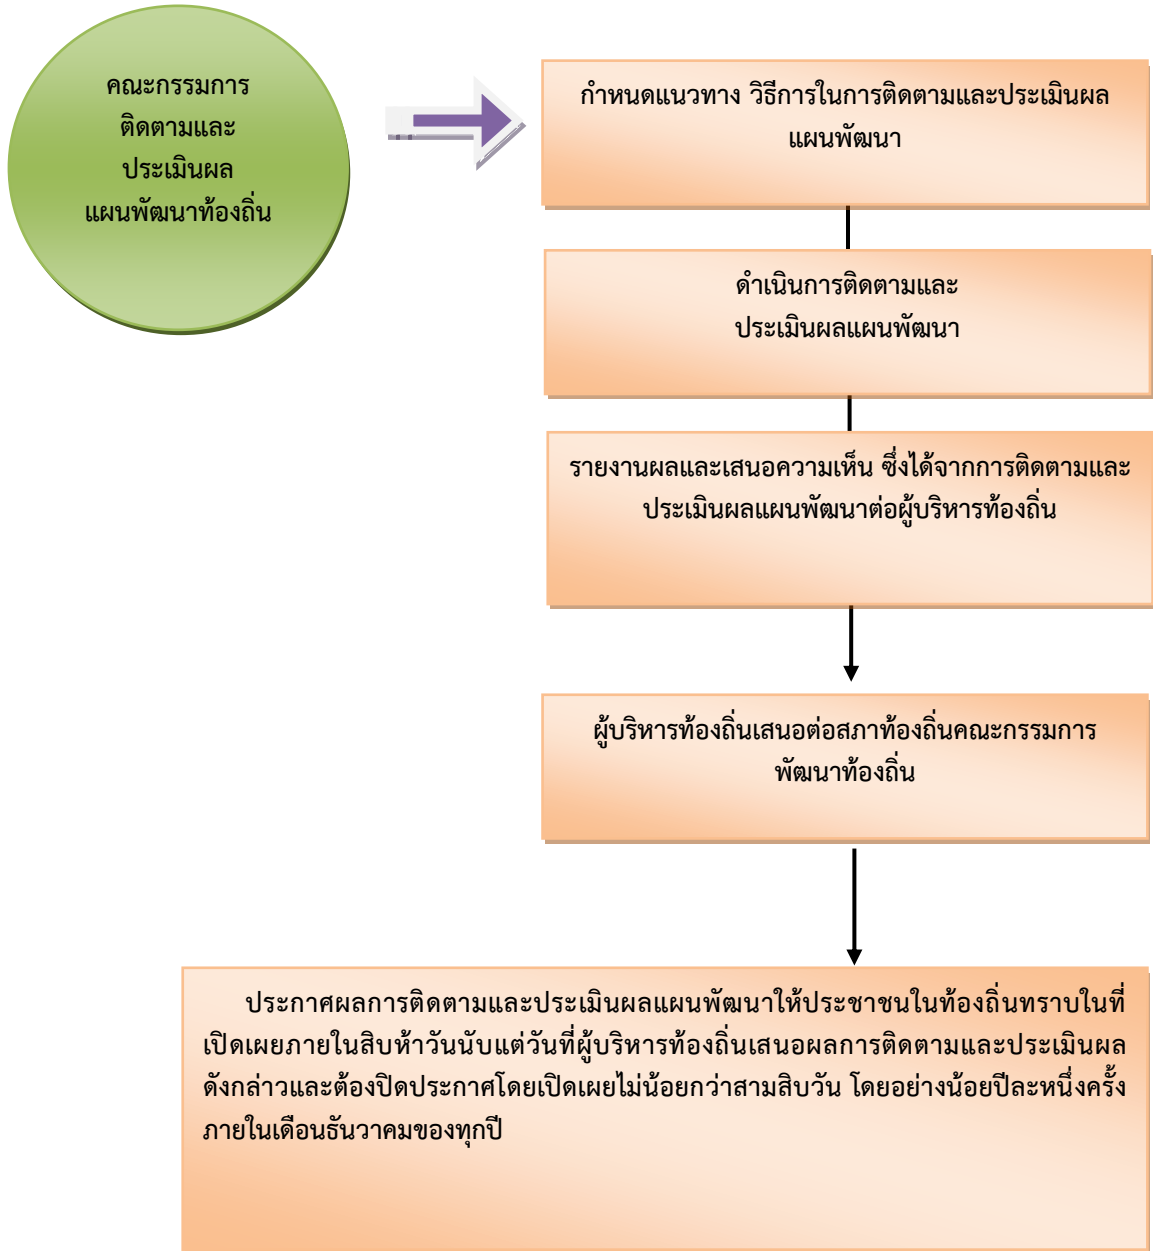 คณะกรรมการ
ติดตามและ
ประเมินผล
แผนพัฒนาท้องถิ่น
กำหนดแนวทาง วิธีการในการติดตามและประเมินผล
แผนพัฒนา
ดำเนินการติดตามและ
ประเมินผลแผนพัฒนา
รายงานผลและเสนอความเห็น ซึ่งได้จากการติดตามและ
ประเมินผลแผนพัฒนาต่อผู้บริหารท้องถิ่น
ผู้บริหารท้องถิ่นเสนอต่อสภาท้องถิ่นคณะกรรมการ
พัฒนาท้องถิ่น
ประกาศผลการติดตามและประเมินผลแผนพัฒนาให้ประชาชนในท้องถิ่นทราบในที่
เปิดเผยภายในสิบห้าวันนับแต่วันที่ผู้บริหารท้องถิ่นเสนอผลการติดตามและประเมินผล
ดังกล่าวและต้องปิดประกาศโดยเปิดเผยไม่น้อยกว่าสามสิบวัน โดยอย่างน้อยปีละหนึ่งครั้ง
ภายในเดือนธันวาคมของทุกปี